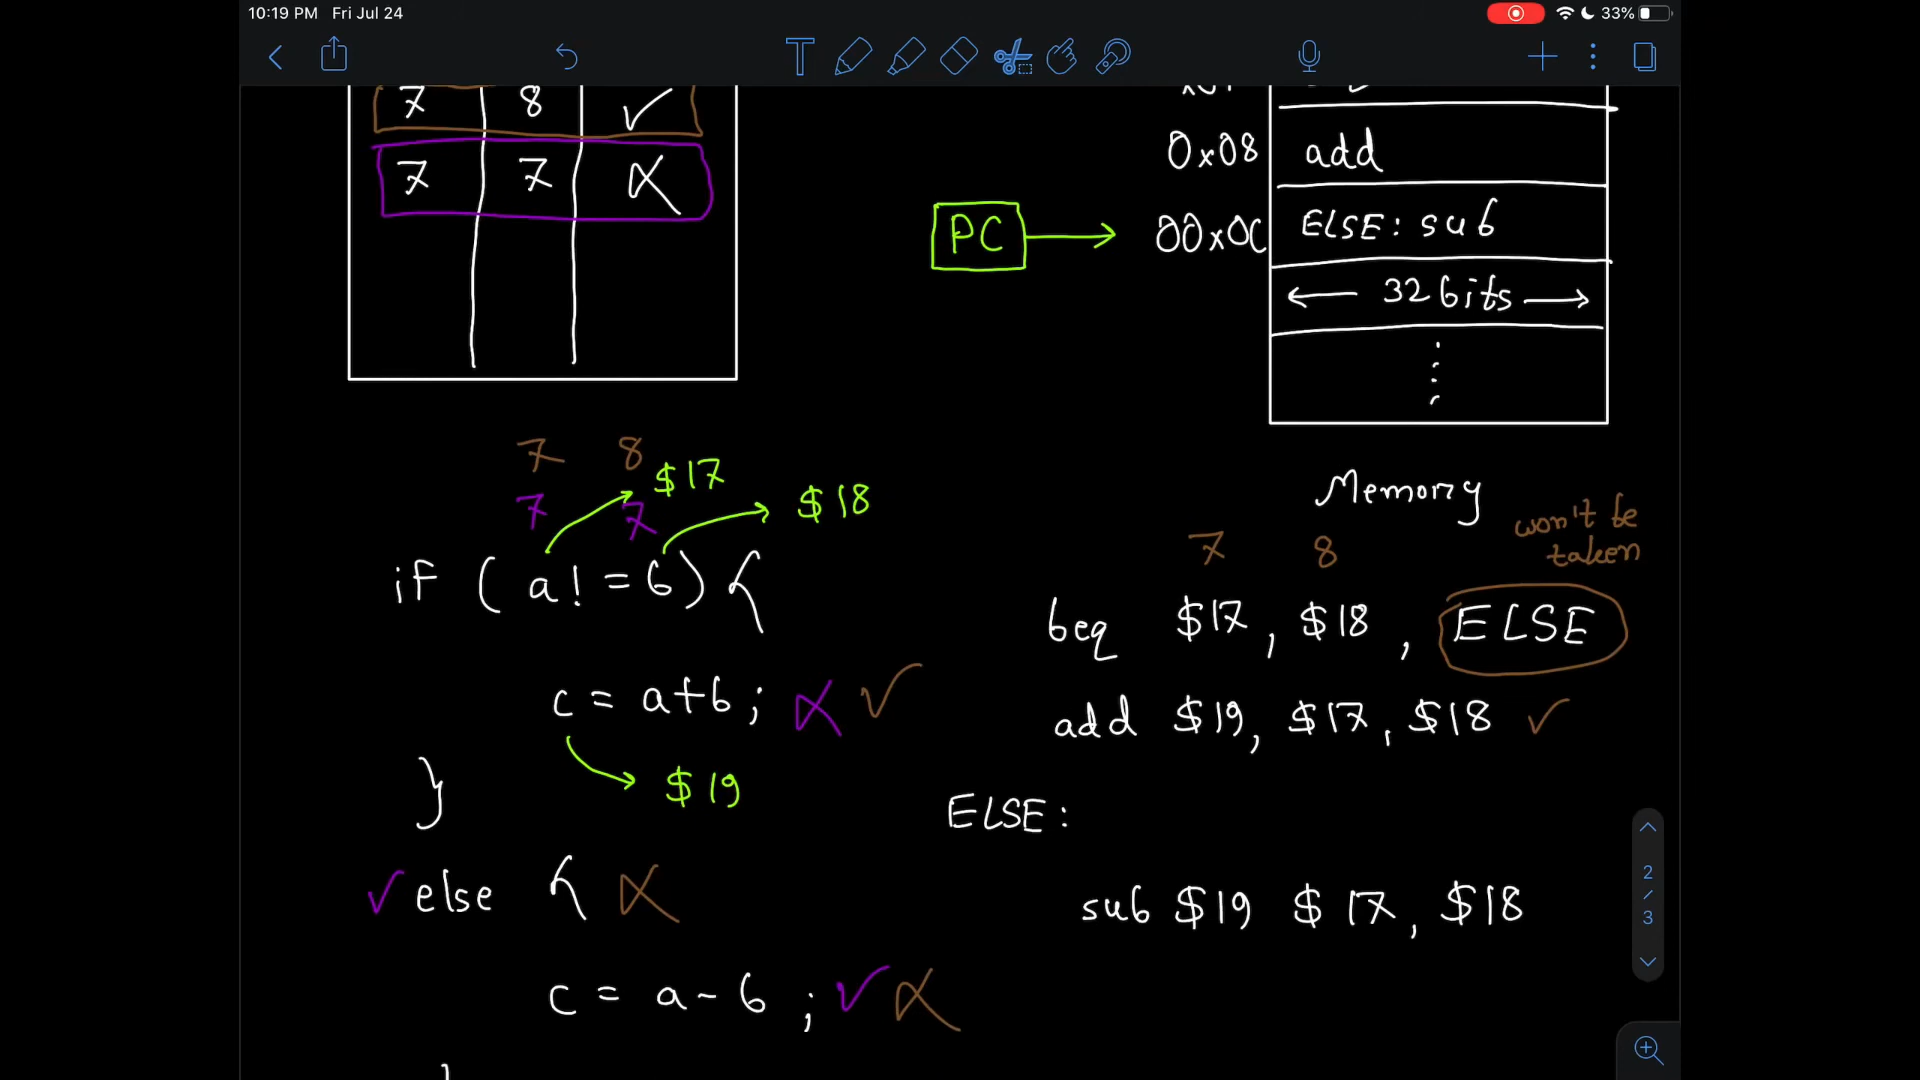 10:19 PM Fri Jul 24
33%
7 8 ✓
7 7 X
0x08 add
PC → 00x0C ELSE: sub
← 32 bits →
Memory
7 8
7 7
$17
$18
if ( a != b ) {
c = a+b ; X ✓
$19
}
✓ else { X
c = a - b ; ✓ X
7 8
won't be
taken
beq $17, $18, ELSE
add $19, $17, $18 ✓
ELSE:
sub $19 $17, $18
2
/
3